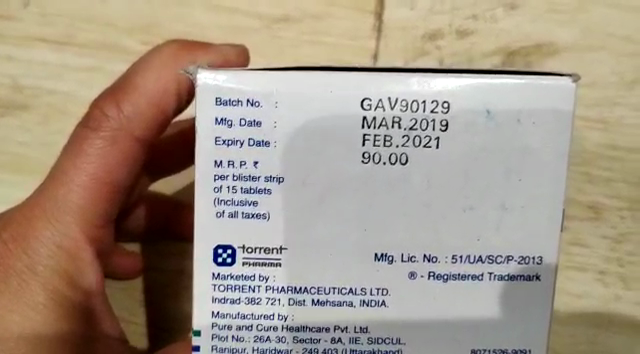 Batch No. : GAV90129
Mfg. Date : MAR.2019
Expiry Date : FEB.2021
M.R.P. ₹ 90.00
per blister strip
of 15 tablets
(Inclusive
of all taxes)
torrent
PHARMA
Mfg. Lic. No. : 51/UA/SC/P-2013
® - Registered Trademark
Marketed by :
TORRENT PHARMACEUTICALS LTD.
Indrad-382 721, Dist. Mehsana, INDIA.
Manufactured by :
Pure and Cure Healthcare Pvt. Ltd.
Plot No.: 26A-30, Sector - 8A, IIE, SIDCUL,
Ranipur, Haridwar - 249 403 (Uttarakhand)
8071526-9091